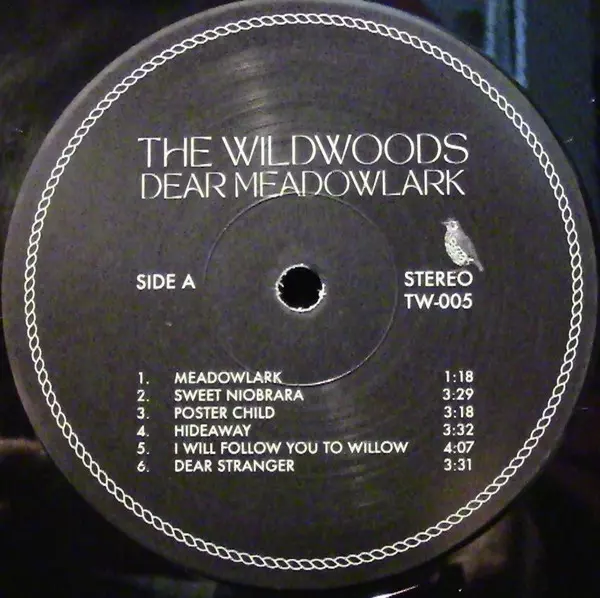 THE WILDWOODS
DEAR MEADOWLARK
SIDE A
STEREO
TW-005
1. MEADOWLARK 1:18
2. SWEET NIOBRARA 3:29
3. POSTER CHILD 3:18
4. HIDEAWAY 3:32
5. I WILL FOLLOW YOU TO WILLOW 4:07
6. DEAR STRANGER 3:31